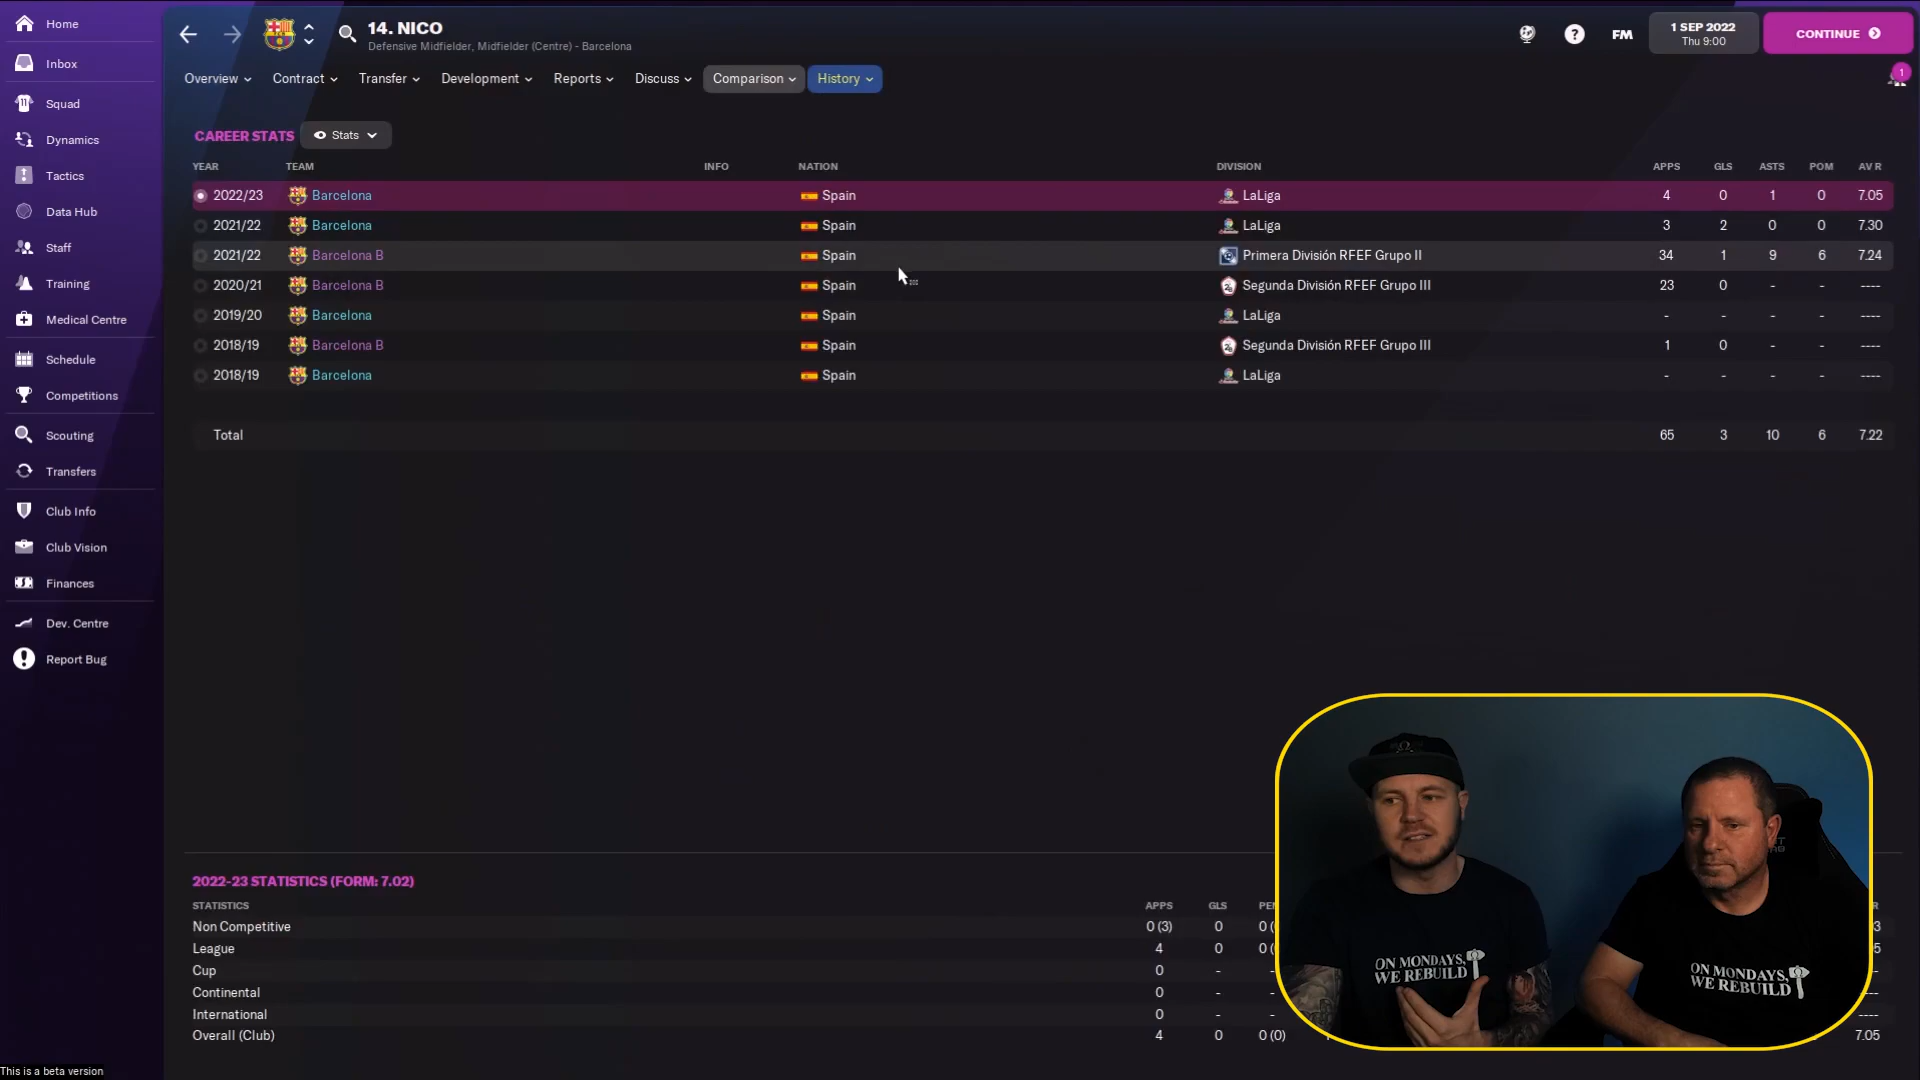 Home
Inbox
Squad
Dynamics
Tactics
Data Hub
Staff
Training
Medical Centre
Schedule
Competitions
Scouting
Transfers
Club Info
Club Vision
Finances
Dev. Centre
Report Bug
This is a beta version
14. NICO
Defensive Midfielder, Midfielder (Centre) - Barcelona
FM
1 SEP 2022
Thu 9:00
CONTINUE
1
Overview Contract Transfer Development Reports Discuss Comparison History
CAREER STATS Stats
YEAR TEAM INFO NATION DIVISION APPS GLS ASTS POM AV R
2022/23 Barcelona Spain LaLiga 4 0 1 0 7.05
2021/22 Barcelona Spain LaLiga 3 2 0 0 7.30
2021/22 Barcelona B Spain Primera División RFEF Grupo II 34 1 9 6 7.24
2020/21 Barcelona B Spain Segunda División RFEF Grupo III 23 0 - - ----
2019/20 Barcelona Spain LaLiga - - - - ----
2018/19 Barcelona B Spain Segunda División RFEF Grupo III 1 0 - - ----
2018/19 Barcelona Spain LaLiga - - - - ----
Total 65 3 10 6 7.22
2022-23 STATISTICS (FORM: 7.02)
STATISTICS APPS GLS
Non Competitive 0 (3) 0
League 4 0
Cup 0 - -
Continental 0 - -
International 0 - -
Overall (Club) 4 0 0 (0) 7.05
ON MONDAYS,
WE REBUILD
ON MONDAYS,
WE REBUILD